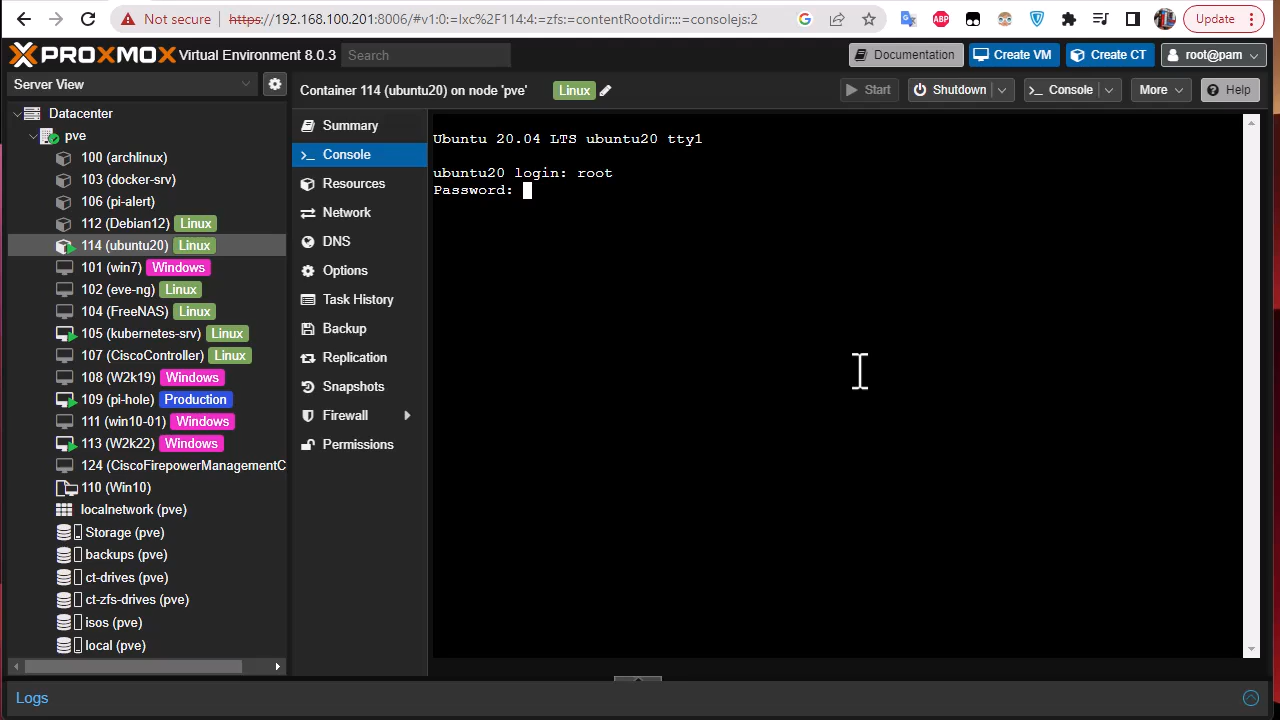 Not secure https://192.168.100.201:8006/#v1:0:=lxc%2F114:4:=zfs:=contentRootdir::::=consolejs:2 ABP Update
PROXMOX Virtual Environment 8.0.3 Search Documentation Create VM Create CT root@pam
Server View
Container 114 (ubuntu20) on node 'pve' Linux Start Shutdown Console More Help
Datacenter
pve
100 (archlinux)
103 (docker-srv)
106 (pi-alert)
112 (Debian12) Linux
114 (ubuntu20) Linux
101 (win7) Windows
102 (eve-ng) Linux
104 (FreeNAS) Linux
105 (kubernetes-srv) Linux
107 (CiscoController) Linux
108 (W2k19) Windows
109 (pi-hole) Production
111 (win10-01) Windows
113 (W2k22) Windows
124 (CiscoFirepowerManagementC
110 (Win10)
localnetwork (pve)
Storage (pve)
backups (pve)
ct-drives (pve)
ct-zfs-drives (pve)
isos (pve)
local (pve)
Summary
Console
Resources
Network
DNS
Options
Task History
Backup
Replication
Snapshots
Firewall
Permissions
Ubuntu 20.04 LTS ubuntu20 tty1
ubuntu20 login: root
Password:
Logs